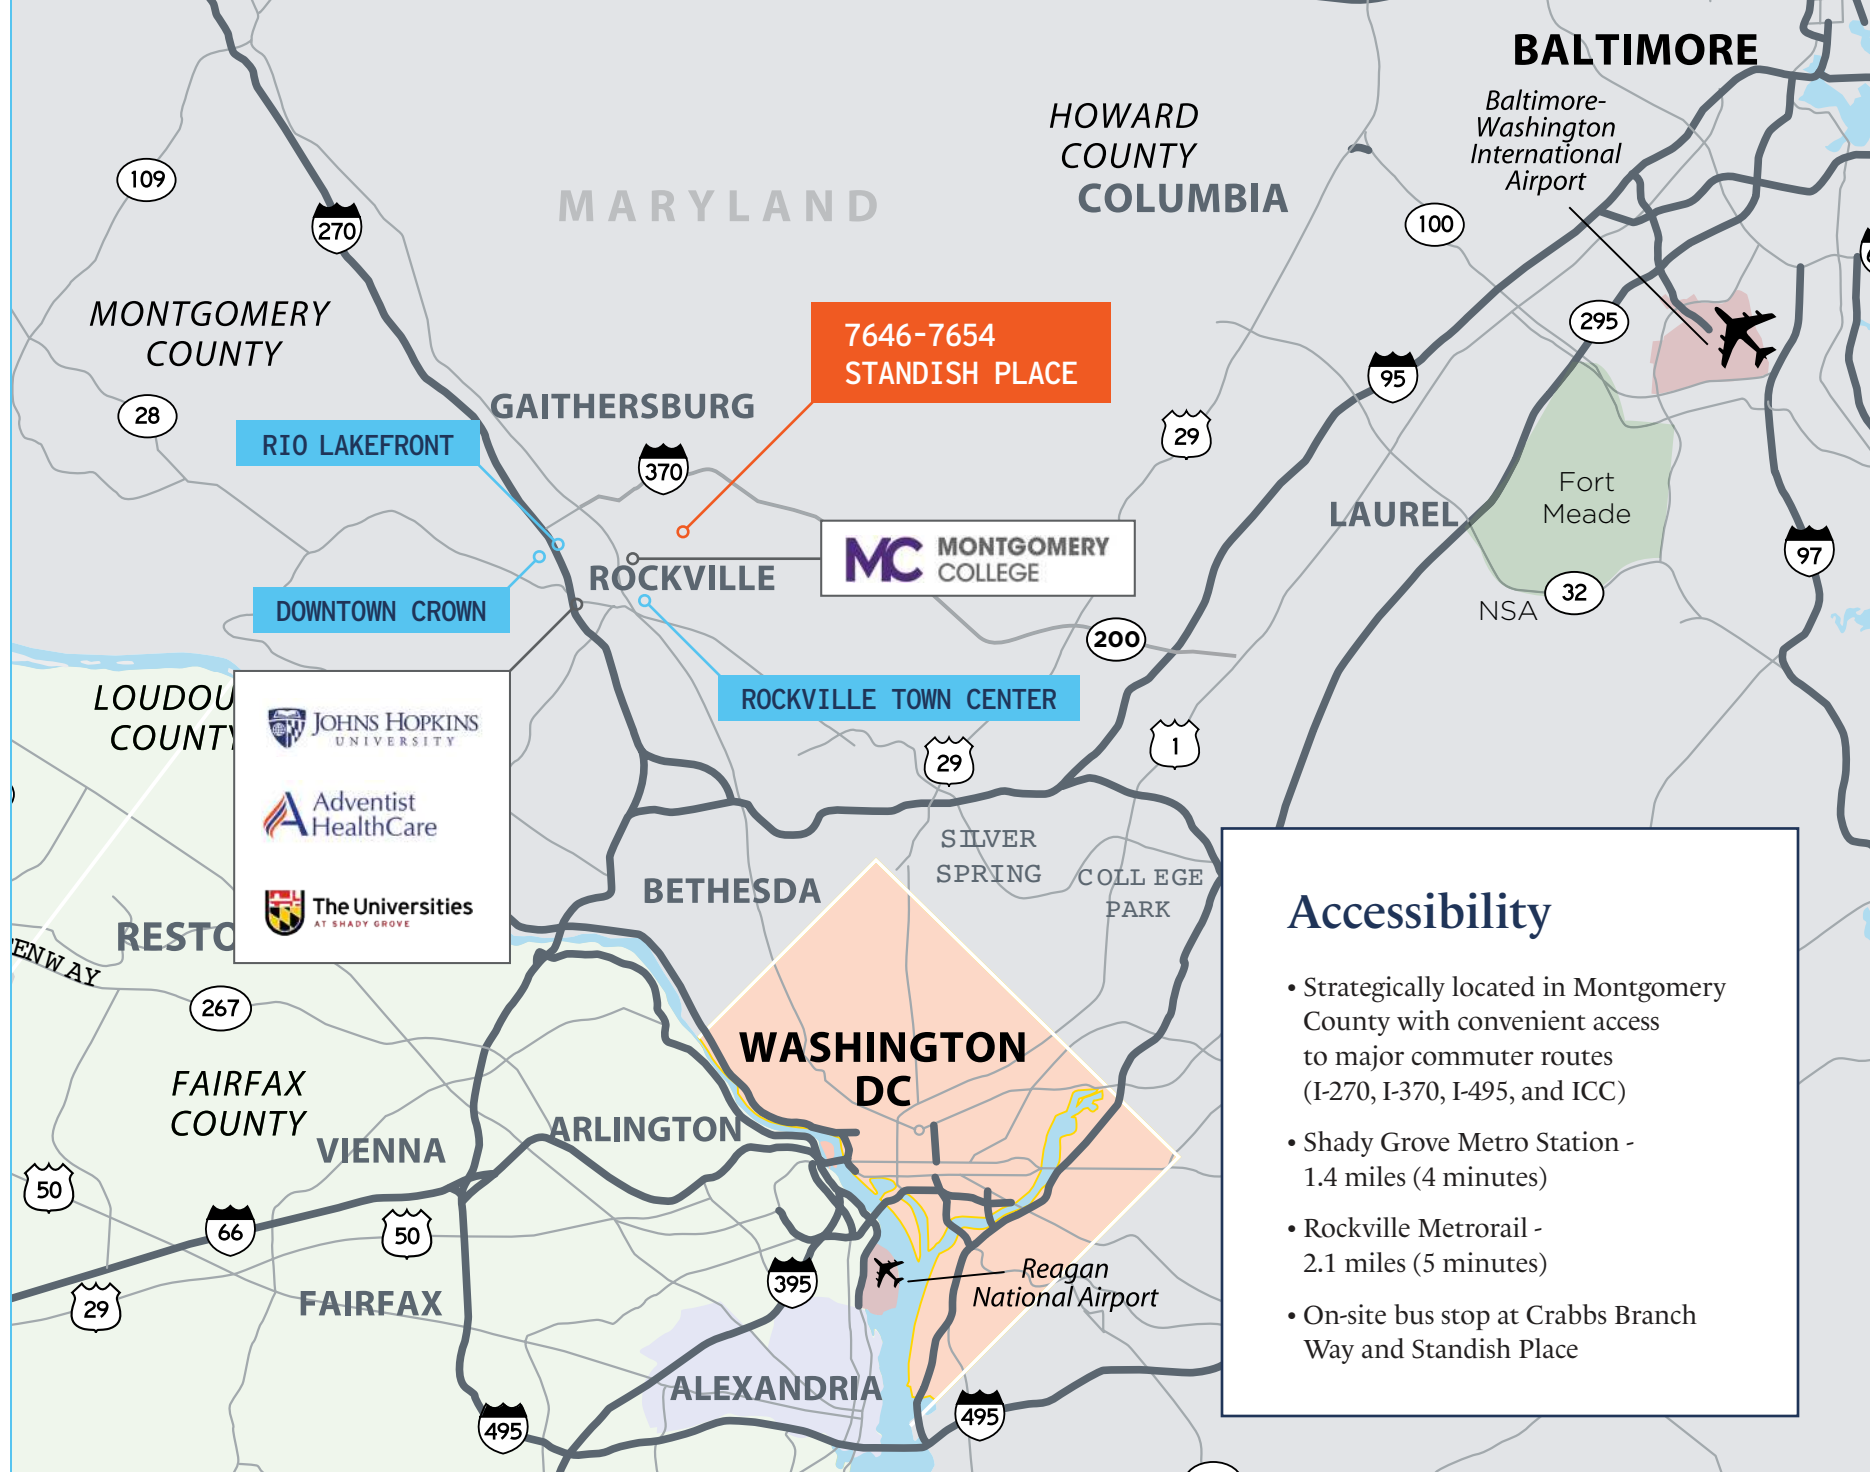 BALTIMORE
Baltimore-
Washington
International
Airport
HOWARD
COUNTY
COLUMBIA
MARYLAND
109
270
100
MONTGOMERY
COUNTY
295
7646-7654
STANDISH PLACE
95
28
GAITHERSBURG
29
RIO LAKEFRONT
370
Fort
Meade
LAUREL
MC MONTGOMERY
COLLEGE
97
ROCKVILLE
DOWNTOWN CROWN
32
NSA
200
ROCKVILLE TOWN CENTER
LOUDOU
COUNTY
JOHNS HOPKINS
UNIVERSITY
Adventist
HealthCare
The Universities
AT SHADY GROVE
1
29
SILVER
SPRING
COLLEGE
PARK
BETHESDA
RESTO
ENWAY
267
WASHINGTON
DC
FAIRFAX
COUNTY
ARLINGTON
VIENNA
50
66
50
395
29
FAIRFAX
Reagan
National Airport
ALEXANDRIA
495
495
Accessibility
• Strategically located in Montgomery
County with convenient access
to major commuter routes
(I-270, I-370, I-495, and ICC)
• Shady Grove Metro Station -
1.4 miles (4 minutes)
• Rockville Metrorail -
2.1 miles (5 minutes)
• On-site bus stop at Crabbs Branch
Way and Standish Place